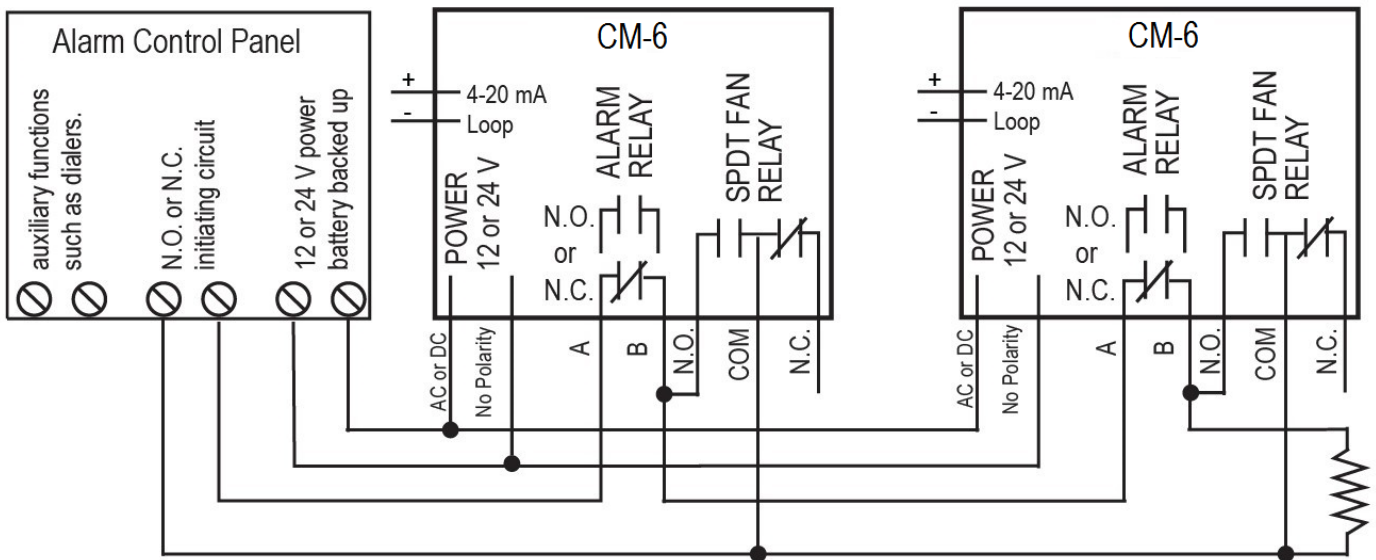 Alarm Control Panel
auxiliary functions
such as dialers.
N.O. or N.C.
initiating circuit
12 or 24 V power
battery backed up
CM-6
+
4-20 mA
-
Loop
POWER
12 or 24 V
ALARM
RELAY
N.O.
or
N.C.
SPDT FAN
RELAY
AC or DC
No Polarity
A
B
N.O.
COM
N.C.
CM-6
+
4-20 mA
-
Loop
POWER
12 or 24 V
ALARM
RELAY
N.O.
or
N.C.
SPDT FAN
RELAY
AC or DC
No Polarity
A
B
N.O.
COM
N.C.